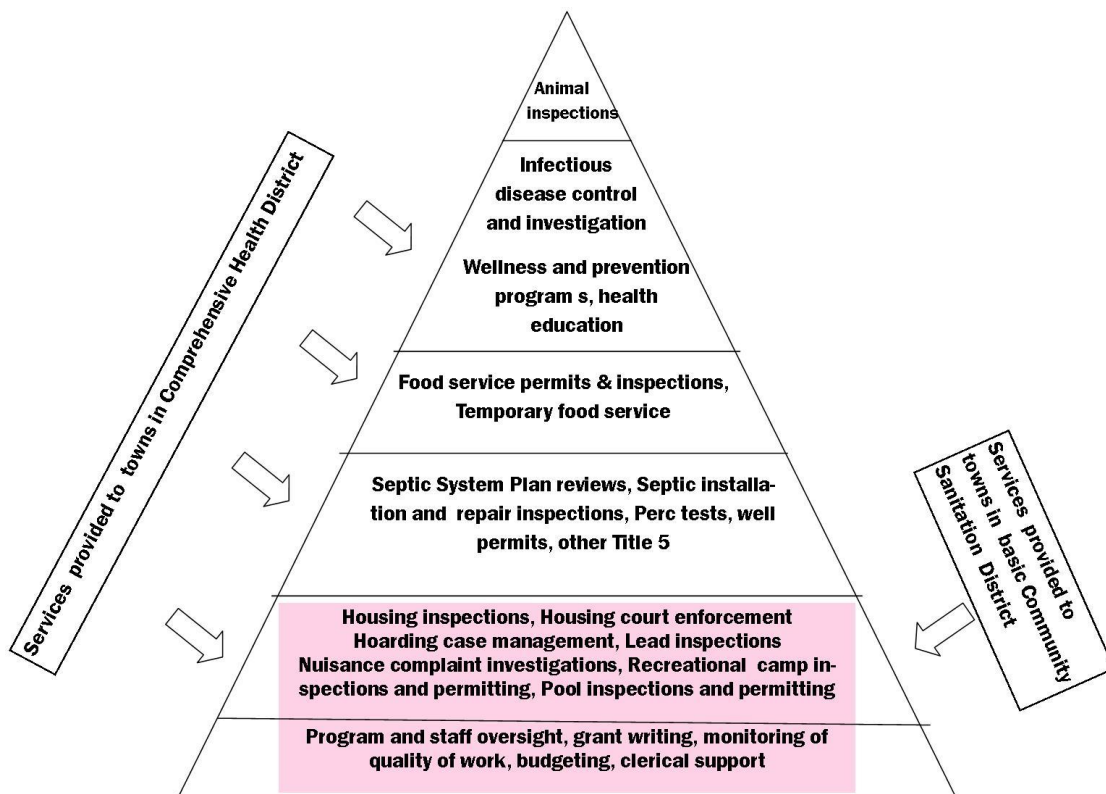 Animal
inspections
Infectious
disease control
and investigation
Wellness and prevention
program s, health
education
Food service permits & inspections,
Temporary food service
Septic System Plan reviews, Septic installa-
tion and repair inspections, Perc tests, well
permits, other Title 5
Housing inspections, Housing court enforcement
Hoarding case management, Lead inspections
Nuisance complaint investigations, Recreational camp in-
spections and permitting, Pool inspections and permitting
Program and staff oversight, grant writing, monitoring of
quality of work, budgeting, clerical support
Services provided to towns in Comprehensive Health District
Services provided to
towns in basic Community
Sanitation District